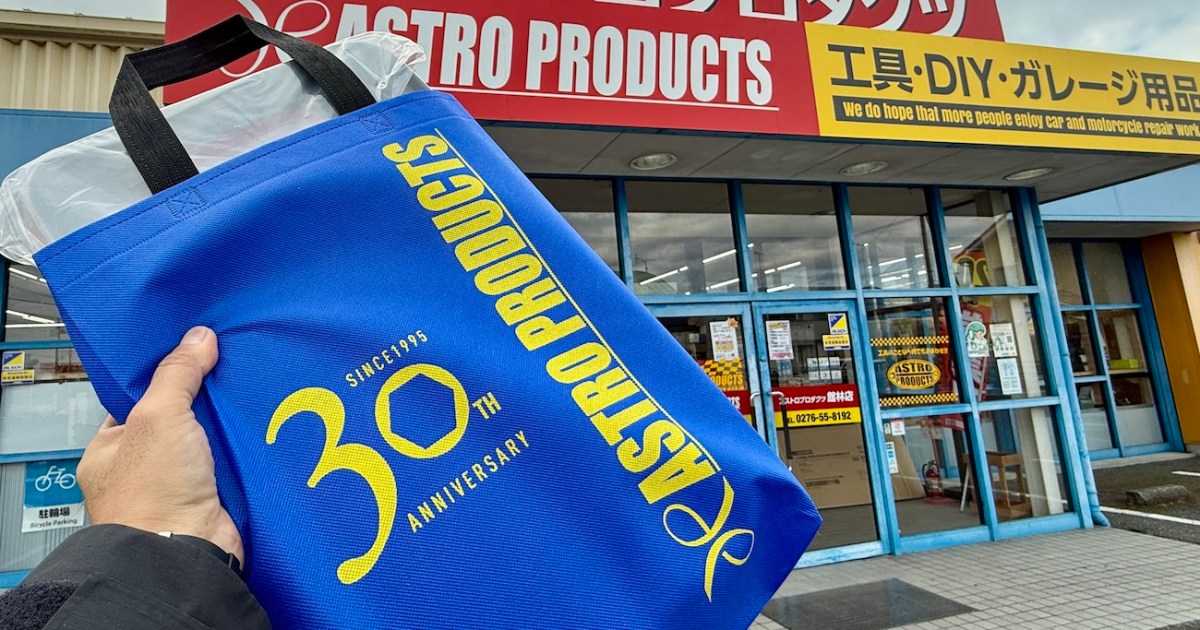 ASTRO PRODUCTS
工具・DIY・ガレージ用品
We do hope that more people enjoy car and motorcycle repair
ASTRO PRODUCTS
SINCE1995
30TH
ANNIVERSARY
ASTRO
PRODUCTS
ストロプロダクツ 館林店
TEL 0276-55-8192
駐輪場
Bicycle Parking